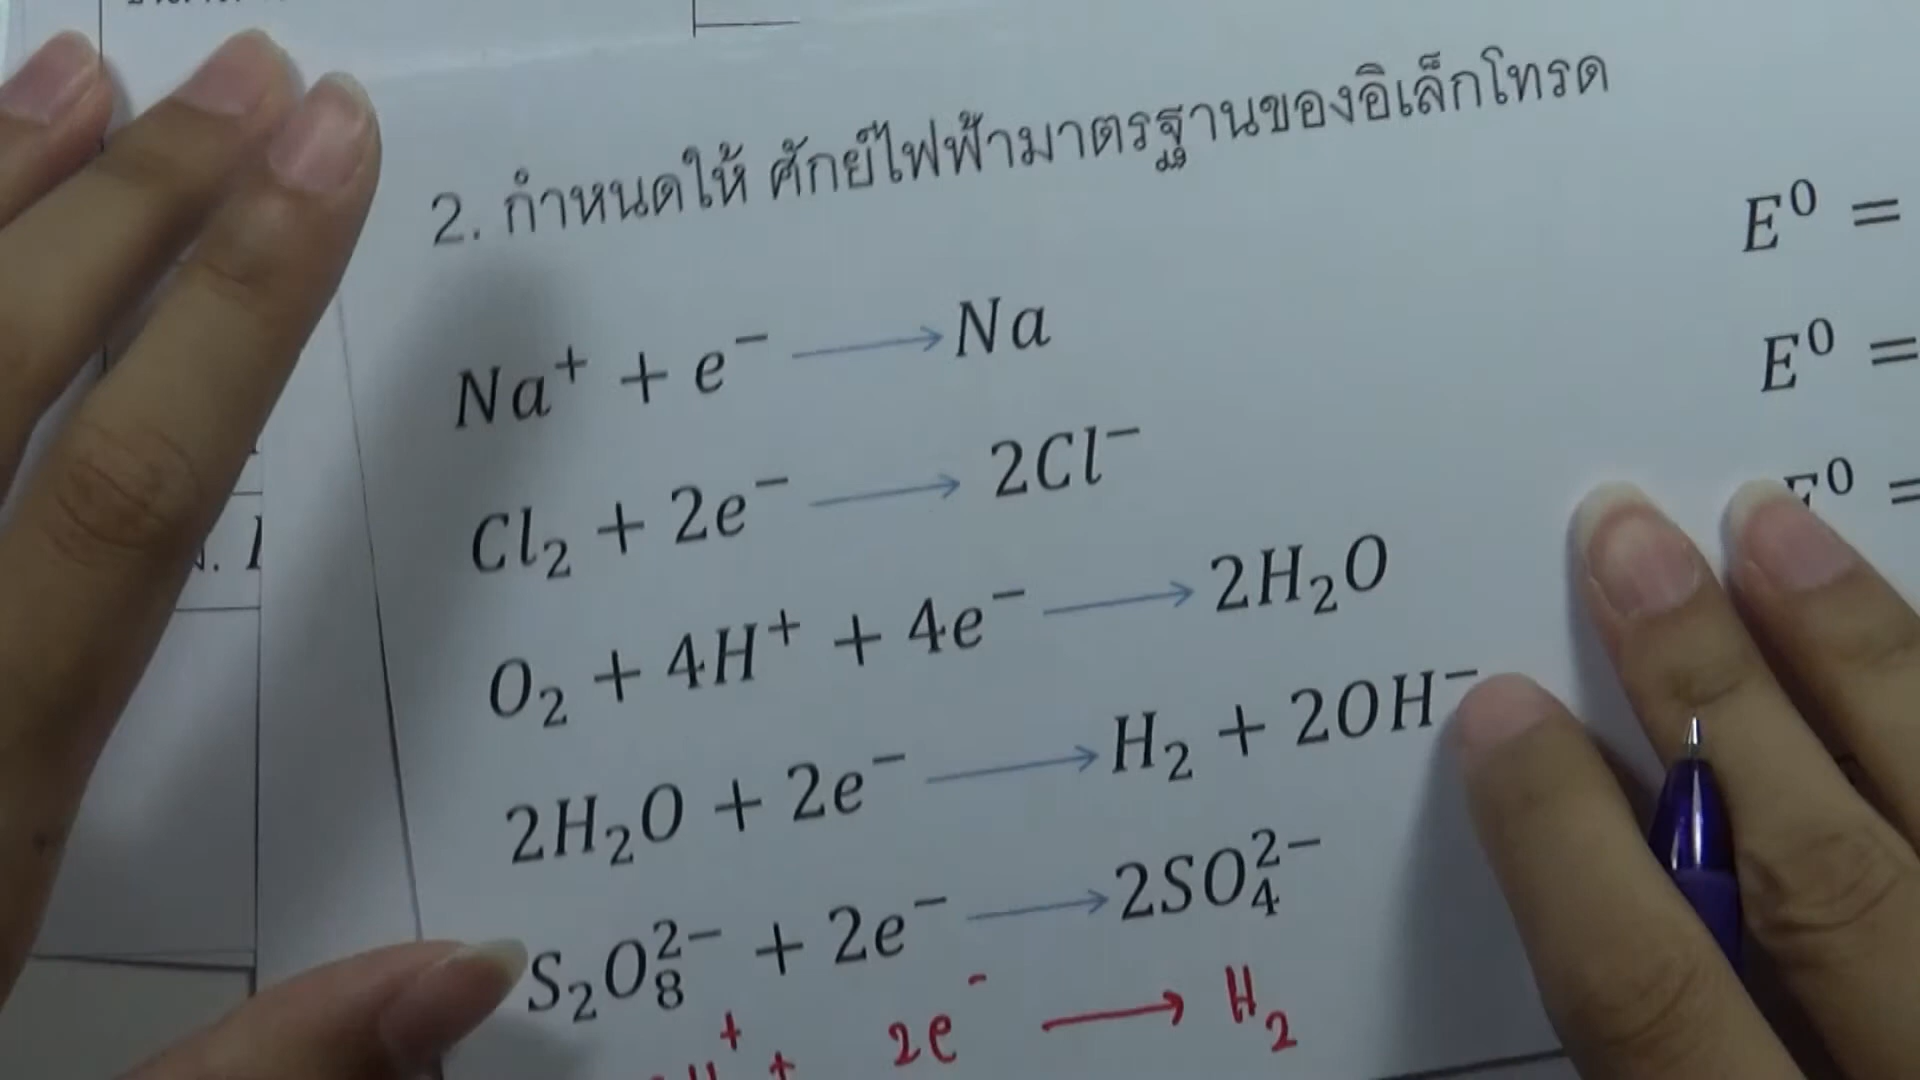 2. กำหนดให้ ศักย์ไฟฟ้ามาตรฐานของอิเล็กโทรด
E⁰ =
Na⁺ + e⁻ → Na
E⁰ =
Cl₂ + 2e⁻ → 2Cl⁻
E⁰ =
O₂ + 4H⁺ + 4e⁻ → 2H₂O
2H₂O + 2e⁻ → H₂ + 2OH⁻
S₂O₈²⁻ + 2e⁻ → 2SO₄²⁻
H⁺ + 2e⁻ → H₂